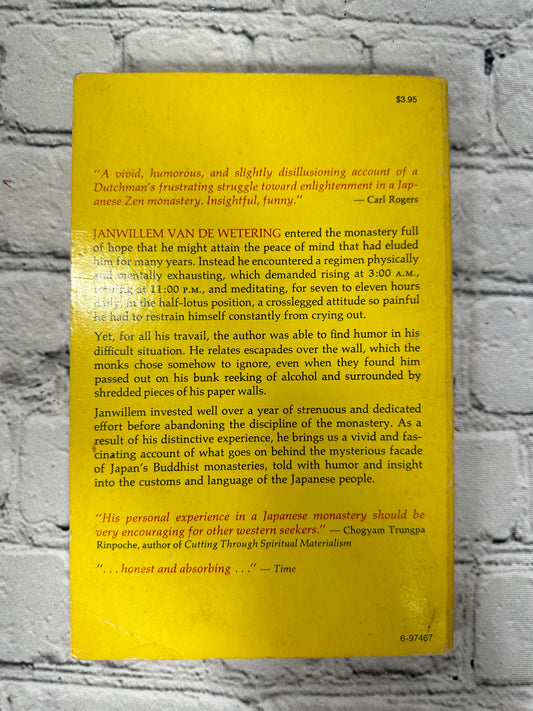 $3.95
"A vivid, humorous, and slightly disillusioning account of a
Dutchman's frustrating struggle toward enlightenment in a Jap-
anese Zen monastery. Insightful, funny." — Carl Rogers
JANWILLEM VAN DE WETERING entered the monastery full
of hope that he might attain the peace of mind that had eluded
him for many years. Instead he encountered a regimen physically
and mentally exhausting, which demanded rising at 3:00 A.M.,
retiring at 11:00 P.M., and meditating, for seven to eleven hours
daily, in the half-lotus position, a crosslegged attitude so painful
he had to restrain himself constantly from crying out.
Yet, for all his travail, the author was able to find humor in his
difficult situation. He relates escapades over the wall, which the
monks chose somehow to ignore, even when they found him
passed out on his bunk reeking of alcohol and surrounded by
shredded pieces of his paper walls.
Janwillem invested well over a year of strenuous and dedicated
effort before abandoning the discipline of the monastery. As a
result of his distinctive experience, he brings us a vivid and fas-
cinating account of what goes on behind the mysterious facade
of Japan's Buddhist monasteries, told with humor and insight
into the customs and language of the Japanese people.
"His personal experience in a Japanese monastery should be
very encouraging for other western seekers." — Chogyam Trungpa
Rinpoche, author of Cutting Through Spiritual Materialism
". . . honest and absorbing . . ." — Time
6-97467